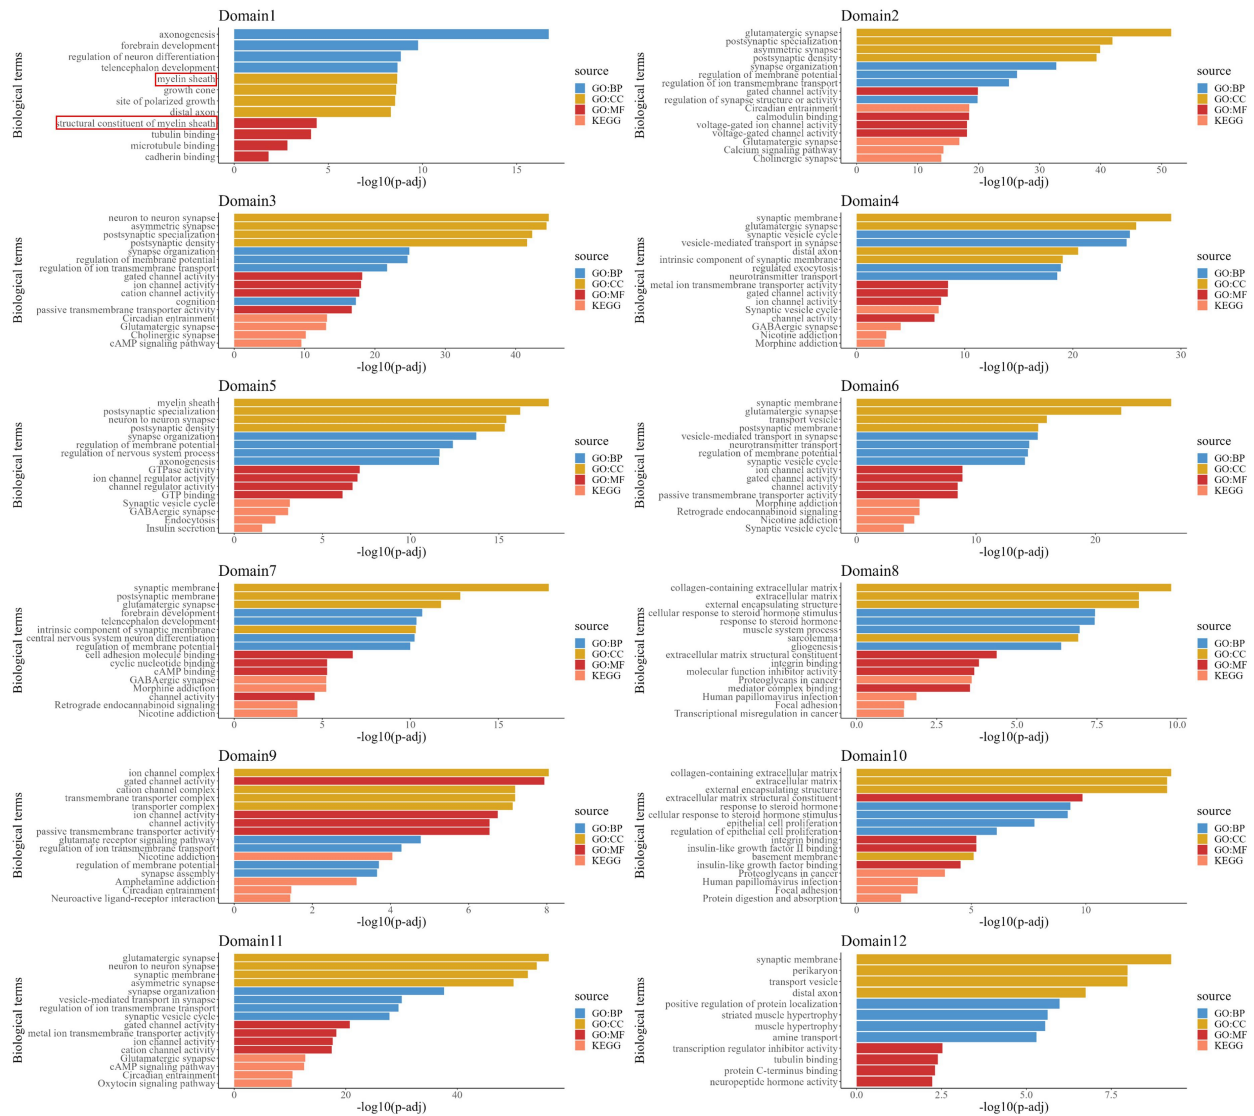 Domain1
Biological terms
axonogenesis
forebrain development
regulation of neuron differentiation
telencephalon development
myelin sheath
growth cone
site of polarized growth
distal axon
structural constituent of myelin sheath
tubulin binding
microtubule binding
cadherin binding
0 5 10 15
-log10(p-adj)
source
GO:BP
GO:CC
GO:MF
KEGG
Domain2
Biological terms
glutamatergic synapse
postsynaptic specialization
asymmetric synapse
postsynaptic density
synapse organization
regulation of membrane potential
regulation of ion transmembrane transport
gated channel activity
regulation of synapse structure or activity
Circadian entrainment
calmodulin binding
voltage-gated ion channel activity
voltage-gated channel activity
Glutamatergic synapse
Calcium signaling pathway
Cholinergic synapse
0 10 20 30 40 50
-log10(p-adj)
source
GO:BP
GO:CC
GO:MF
KEGG
Domain3
Biological terms
neuron to neuron synapse
asymmetric synapse
postsynaptic specialization
postsynaptic density
synapse organization
regulation of membrane potential
regulation of ion transmembrane transport
gated channel activity
ion channel activity
cation channel activity
cognition
passive transmembrane transporter activity
Circadian entrainment
Glutamatergic synapse
Cholinergic synapse
cAMP signaling pathway
0 10 20 30 40
-log10(p-adj)
source
GO:BP
GO:CC
GO:MF
KEGG
Domain4
Biological terms
synaptic membrane
glutamatergic synapse
synaptic vesicle cycle
vesicle-mediated transport in synapse
distal axon
intrinsic component of synaptic membrane
regulated exocytosis
neurotransmitter transport
metal ion transmembrane transporter activity
gated channel activity
ion channel activity
Synaptic vesicle cycle
channel activity
GABAergic synapse
Nicotine addiction
Morphine addiction
0 10 20 30
-log10(p-adj)
source
GO:BP
GO:CC
GO:MF
KEGG
Domain5
Biological terms
myelin sheath
postsynaptic specialization
neuron to neuron synapse
postsynaptic density
synapse organization
regulation of membrane potential
regulation of nervous system process
axonogenesis
GTPase activity
ion channel regulator activity
channel regulator activity
GTP binding
Synaptic vesicle cycle
GABAergic synapse
Endocytosis
Insulin secretion
0 5 10 15
-log10(p-adj)
source
GO:BP
GO:CC
GO:MF
KEGG
Domain6
Biological terms
synaptic membrane
glutamatergic synapse
transport vesicle
postsynaptic membrane
vesicle-mediated transport in synapse
neurotransmitter transport
regulation of membrane potential
synaptic vesicle cycle
ion channel activity
gated channel activity
channel activity
passive transmembrane transporter activity
Morphine addiction
Retrograde endocannabinoid signaling
Nicotine addiction
Synaptic vesicle cycle
0 10 20
-log10(p-adj)
source
GO:BP
GO:CC
GO:MF
KEGG
Domain7
Biological terms
synaptic membrane
postsynaptic membrane
glutamatergic synapse
forebrain development
telencephalon development
intrinsic component of synaptic membrane
central nervous system neuron differentiation
regulation of membrane potential
cell adhesion molecule binding
cyclic nucleotide binding
cAMP binding
GABAergic synapse
Morphine addiction
channel activity
Retrograde endocannabinoid signaling
Nicotine addiction
0 5 10 15
-log10(p-adj)
source
GO:BP
GO:CC
GO:MF
KEGG
Domain8
Biological terms
collagen-containing extracellular matrix
extracellular matrix
external encapsulating structure
cellular response to steroid hormone stimulus
response to steroid hormone
muscle system process
sarcolemma
gliogenesis
extracellular matrix structural constituent
integrin binding
molecular function inhibitor activity
Proteoglycans in cancer
mediator complex binding
Human papillomavirus infection
Focal adhesion
Transcriptional misregulation in cancer
0.0 2.5 5.0 7.5 10.0
-log10(p-adj)
source
GO:BP
GO:CC
GO:MF
KEGG
Domain9
Biological terms
ion channel complex
gated channel activity
cation channel complex
transmembrane transporter complex
transporter complex
ion channel activity
channel activity
passive transmembrane transporter activity
glutamate receptor signaling pathway
regulation of ion transmembrane transport
Nicotine addiction
regulation of membrane potential
synapse assembly
Amphetamine addiction
Circadian entrainment
Neuroactive ligand-receptor interaction
0 2 4 6 8
-log10(p-adj)
source
GO:BP
GO:CC
GO:MF
KEGG
Domain10
Biological terms
collagen-containing extracellular matrix
extracellular matrix
external encapsulating structure
extracellular matrix structural constituent
response to steroid hormone
cellular response to steroid hormone stimulus
epithelial cell proliferation
regulation of epithelial cell proliferation
integrin binding
insulin-like growth factor II binding
basement membrane
insulin-like growth factor binding
Proteoglycans in cancer
Human papillomavirus infection
Focal adhesion
Protein digestion and absorption
0 5 10
-log10(p-adj)
source
GO:BP
GO:CC
GO:MF
KEGG
Domain11
Biological terms
glutamatergic synapse
neuron to neuron synapse
synaptic membrane
asymmetric synapse
synapse organization
vesicle-mediated transport in synapse
regulation of ion transmembrane transport
synaptic vesicle cycle
gated channel activity
metal ion transmembrane transporter activity
ion channel activity
cation channel activity
Glutamatergic synapse
cAMP signaling pathway
Circadian entrainment
Oxytocin signaling pathway
20 40
-log10(p-adj)
source
GO:BP
GO:CC
GO:MF
KEGG
Domain12
Biological terms
synaptic membrane
perikaryon
transport vesicle
distal axon
positive regulation of protein localization
striated muscle hypertrophy
muscle hypertrophy
amine transport
transcription regulator inhibitor activity
tubulin binding
protein C-terminus binding
neuropeptide hormone activity
0.0 2.5 5.0 7.5
-log10(p-adj)
source
GO:BP
GO:CC
GO:MF
KEGG